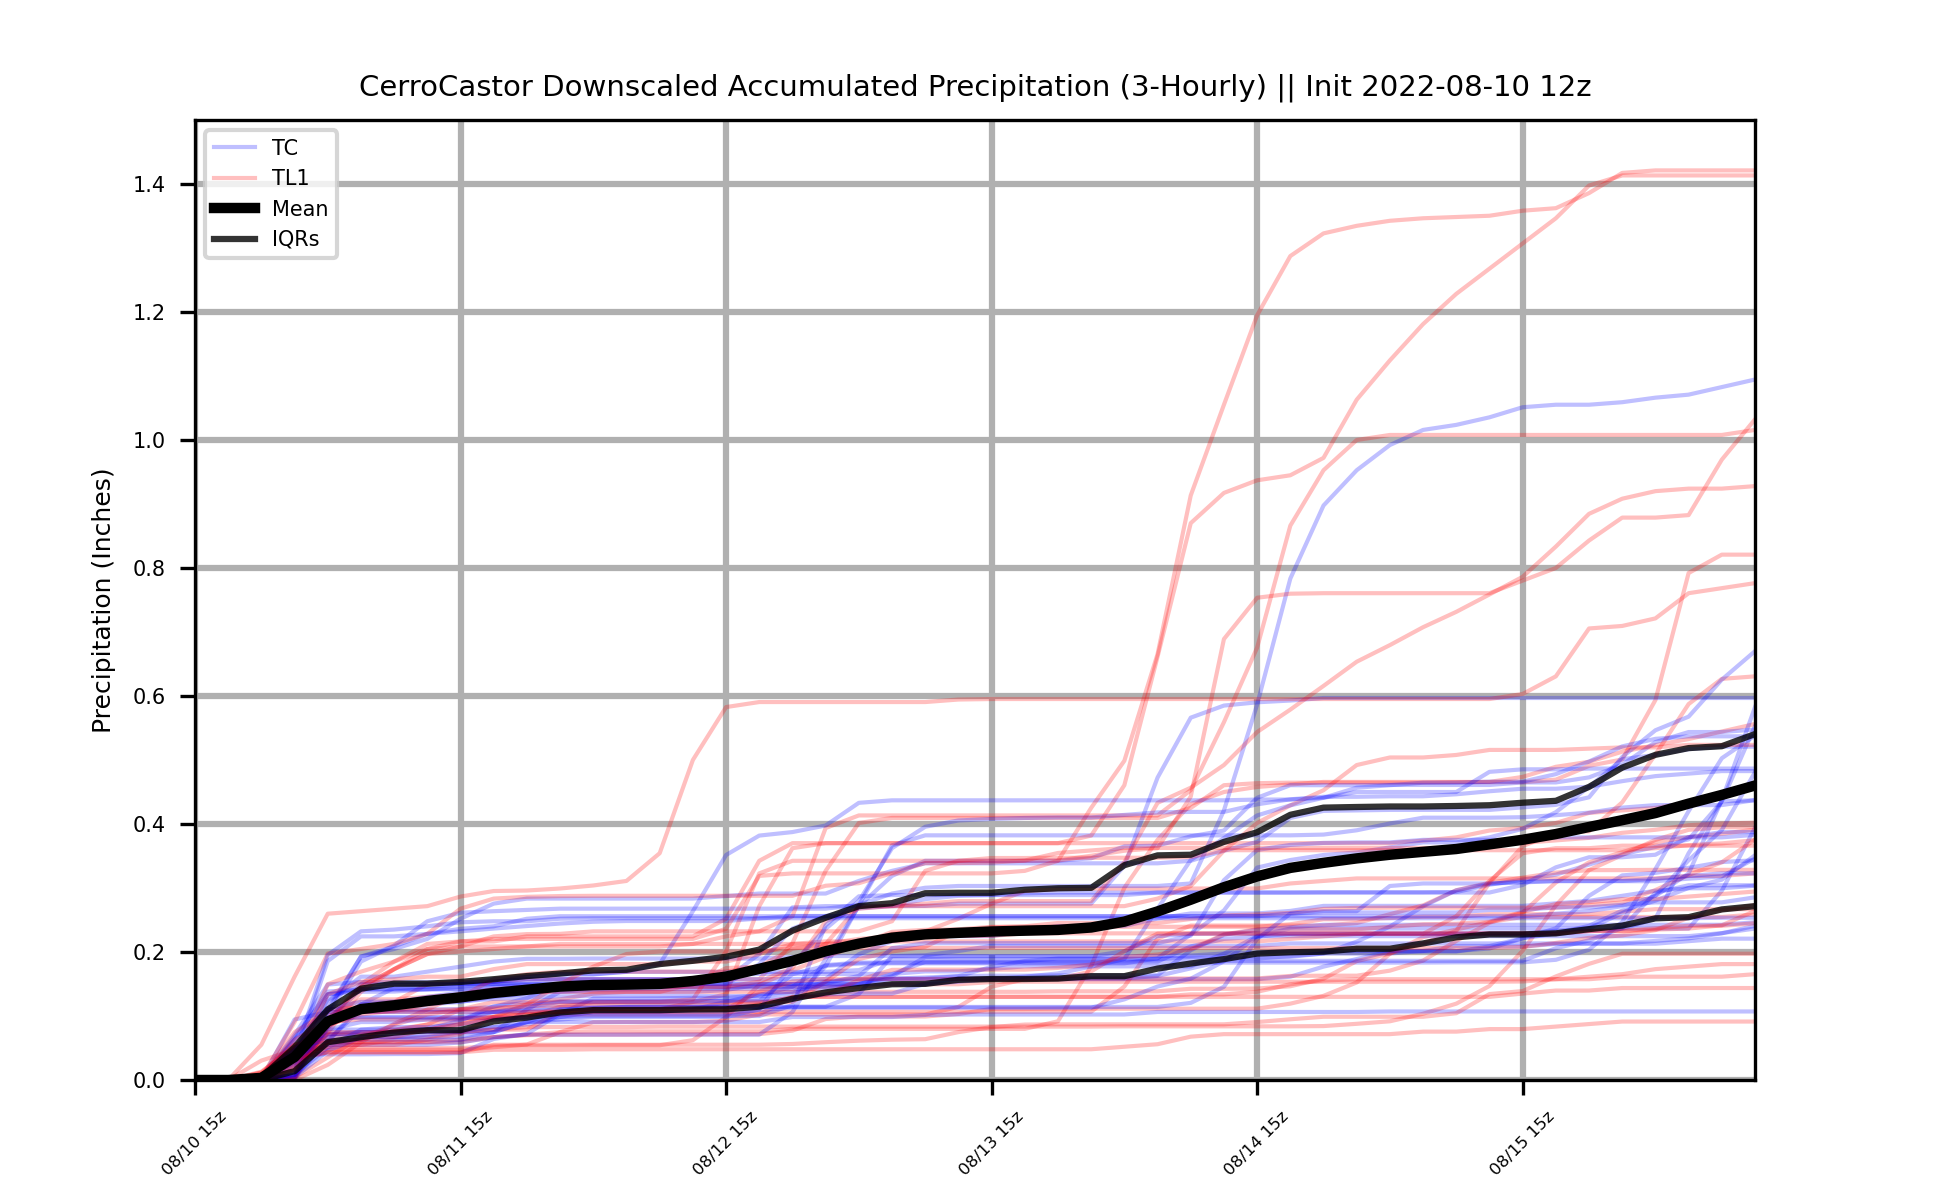 CerroCastor Downscaled Accumulated Precipitation (3-Hourly) || Init 2022-08-10 12z
TC
TL1
Mean
IQRs
Precipitation (Inches)
1.4
1.2
1.0
0.8
0.6
0.4
0.2
0.0
08/10 15z
08/11 15z
08/12 15z
08/13 15z
08/14 15z
08/15 15z